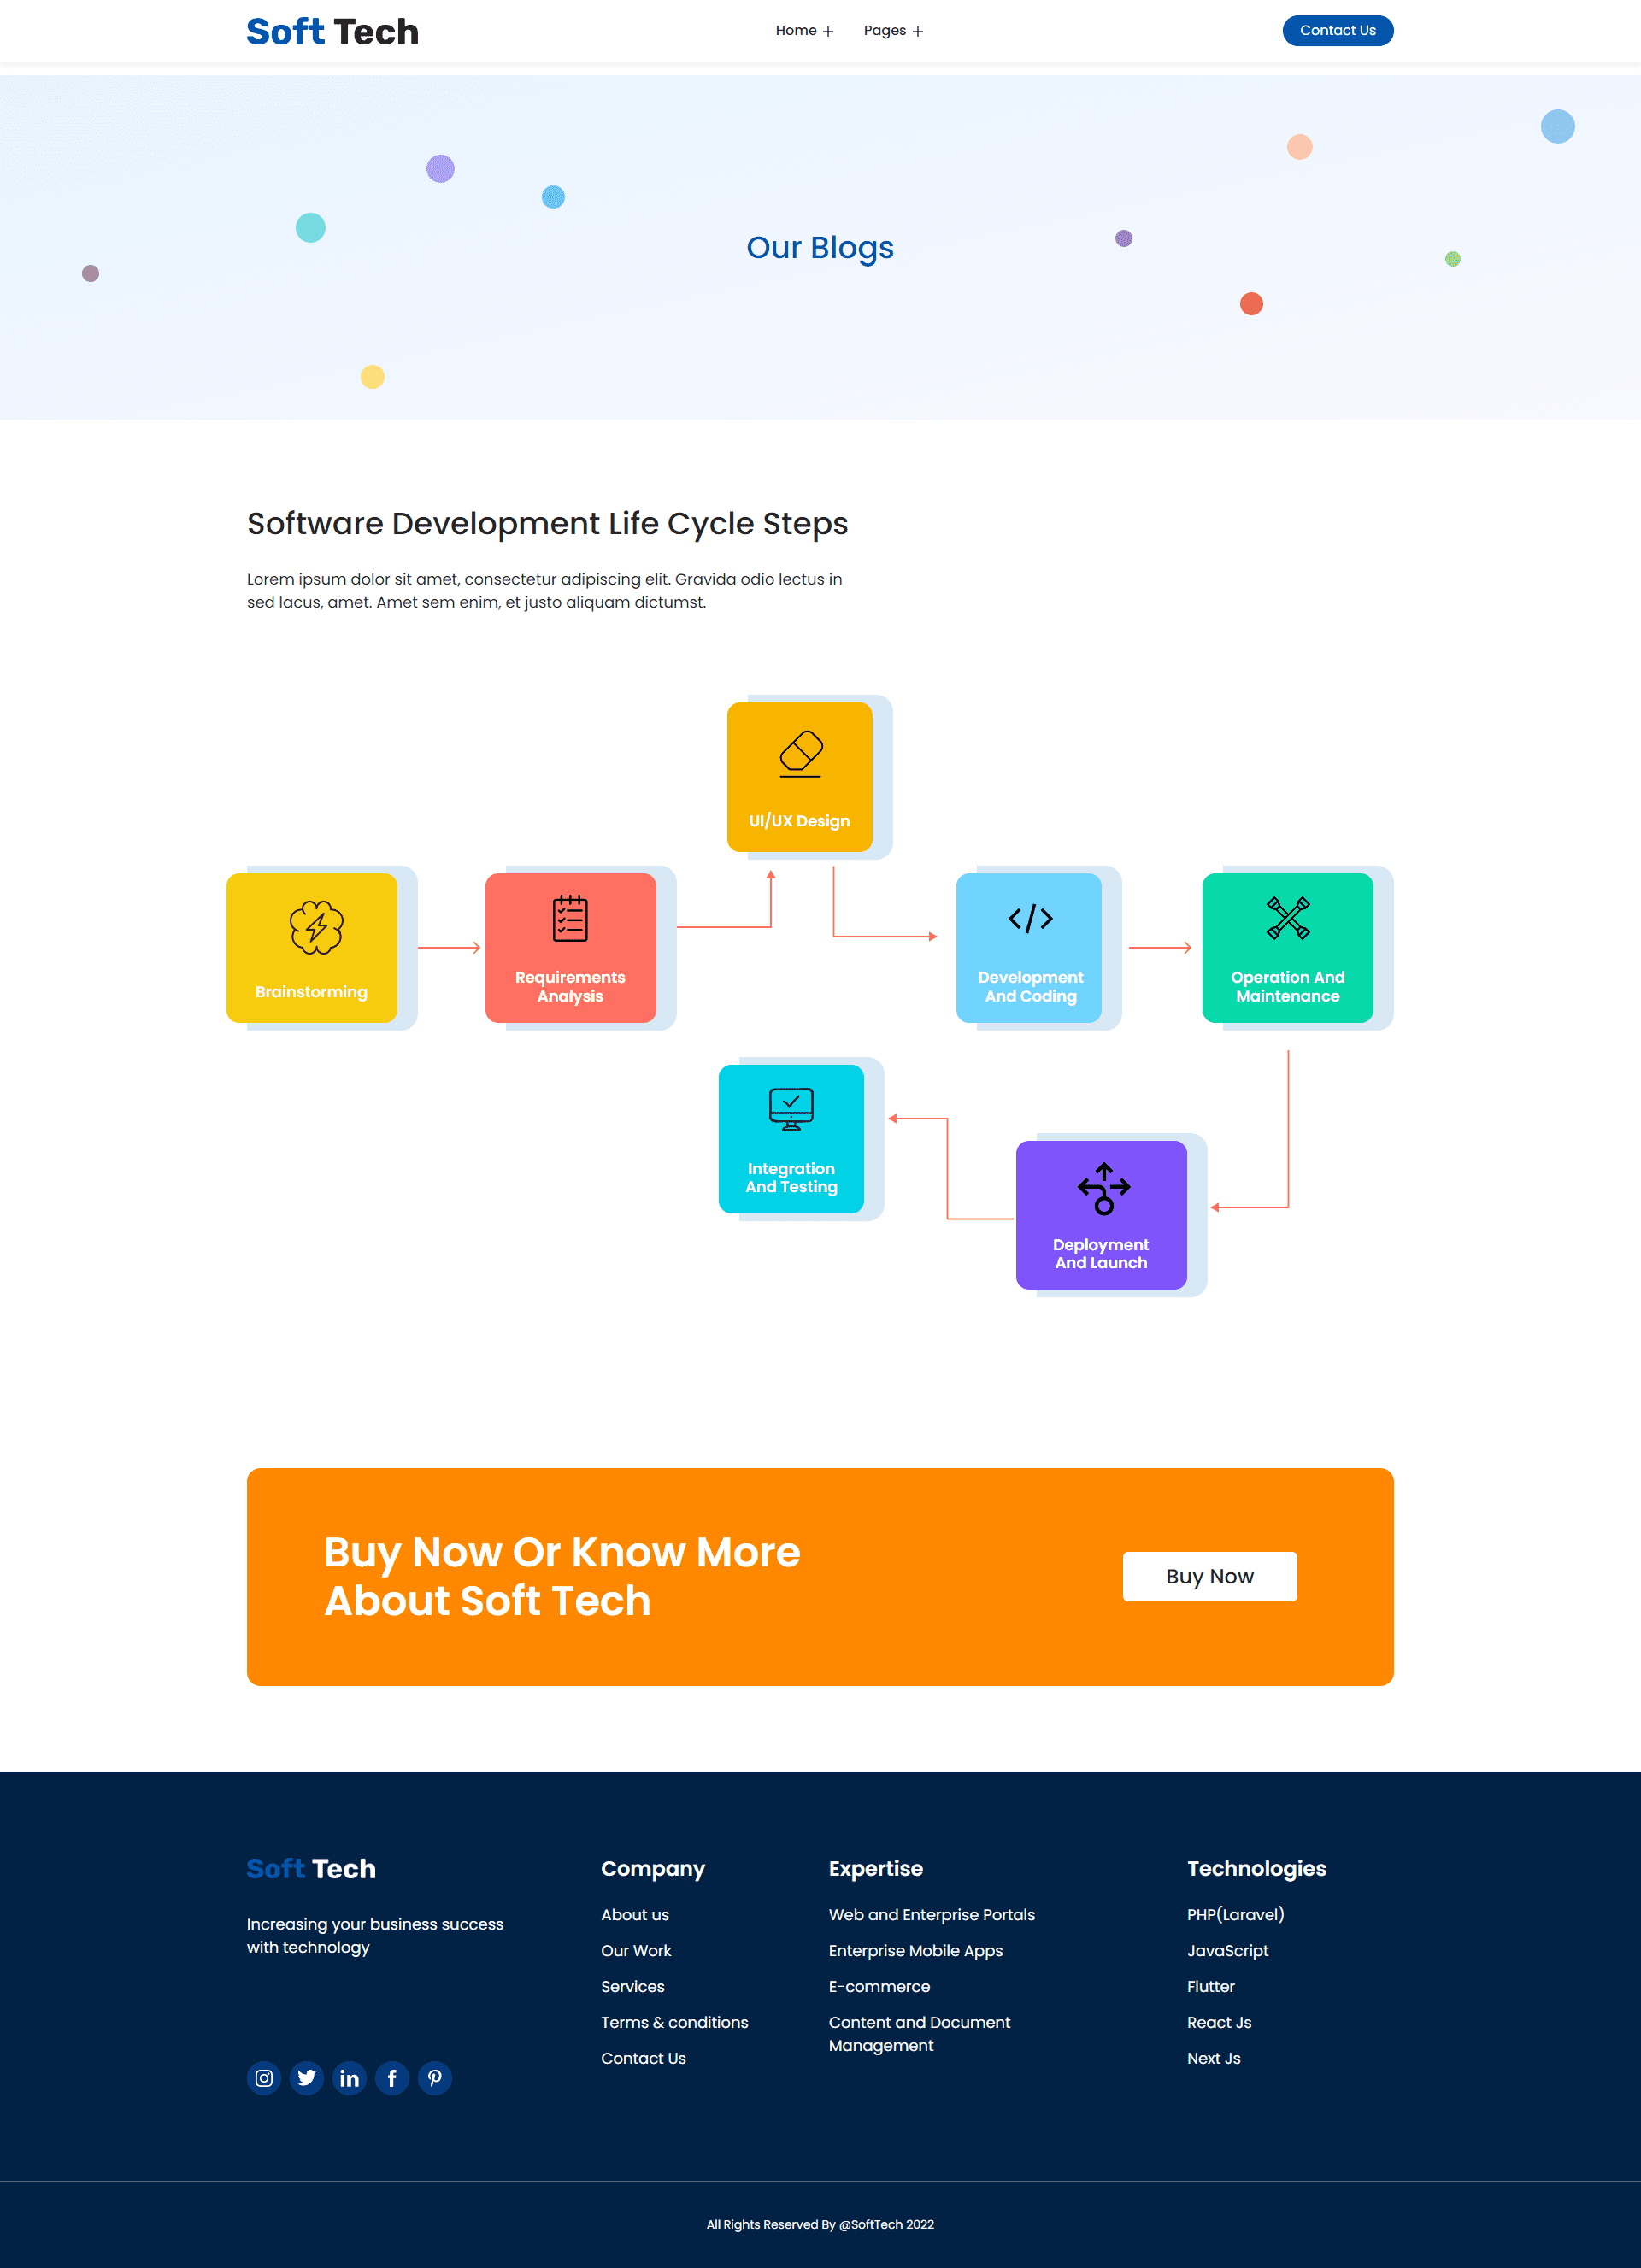 Soft Tech
Home +
Pages +
Contact Us
Our Blogs
Software Development Life Cycle Steps
Lorem ipsum dolor sit amet, consectetur adipiscing elit. Gravida odio lectus in
sed lacus, amet. Amet sem enim, et justo aliquam dictumst.
UI/UX Design
Brainstorming
Requirements
Analysis
Development
And Coding
Operation And
Maintenance
Integration
And Testing
Deployment
And Launch
Buy Now Or Know More
About Soft Tech
Buy Now
Soft Tech
Increasing your business success
with technology
Company
About us
Our Work
Services
Terms & conditions
Contact Us
Expertise
Web and Enterprise Portals
Enterprise Mobile Apps
E-commerce
Content and Document
Management
Technologies
PHP(Laravel)
JavaScript
Flutter
React Js
Next Js
All Rights Reserved By @SoftTech 2022